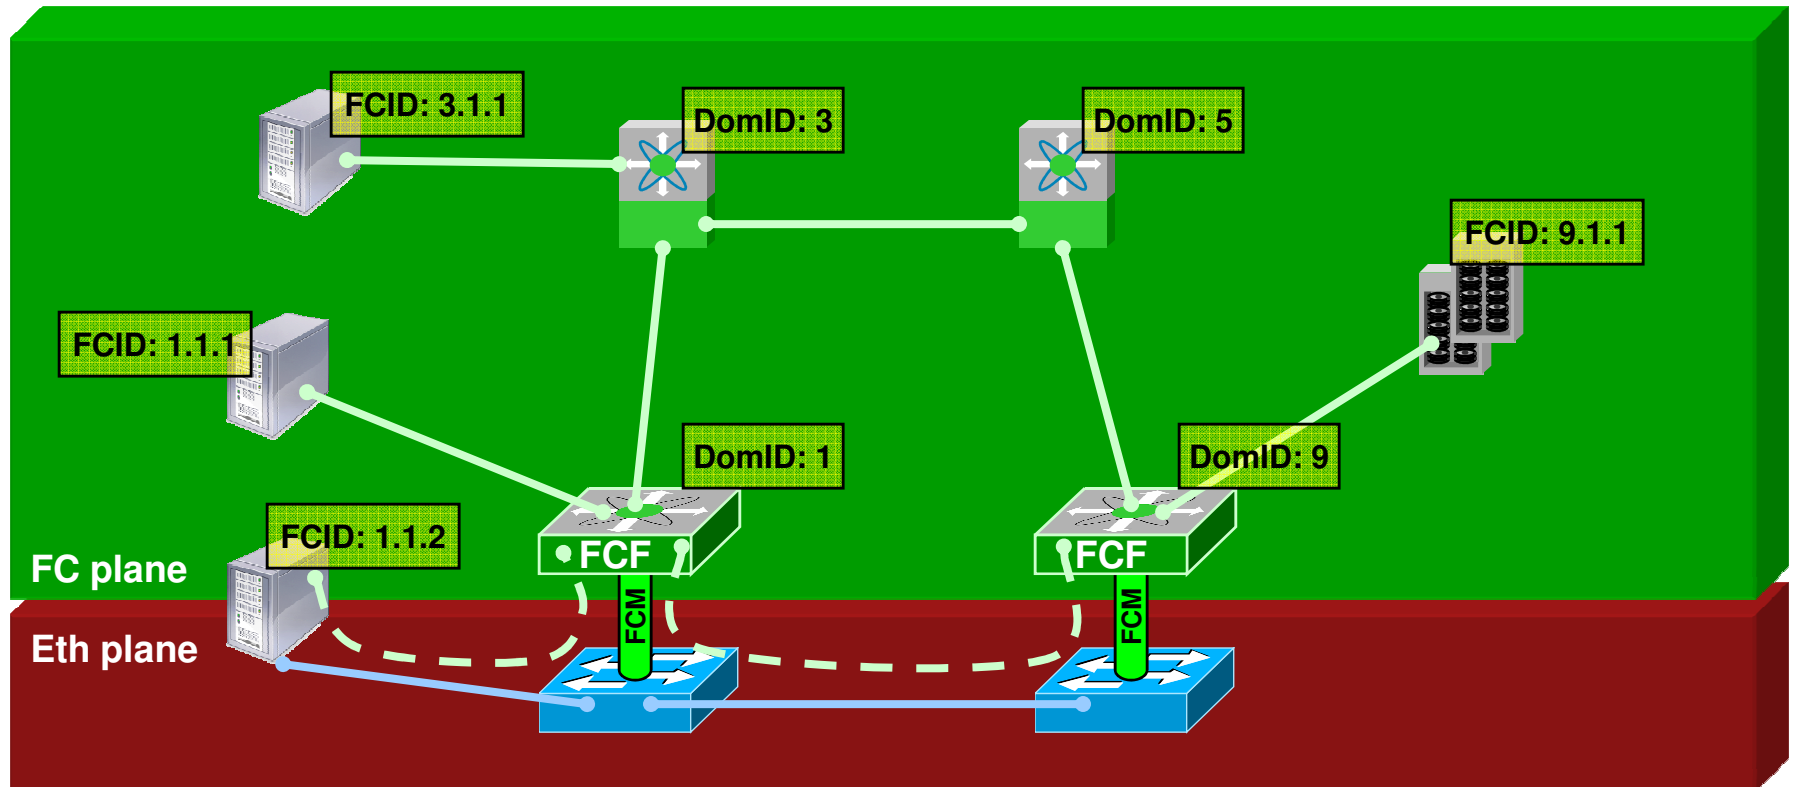 FCID: 3.1.1
DomID: 3
DomID: 5
FCID: 9.1.1
FCID: 1.1.1
DomID: 1
DomID: 9
FCID: 1.1.2
FCF
FCF
FC plane
FCM
FCM
Eth plane